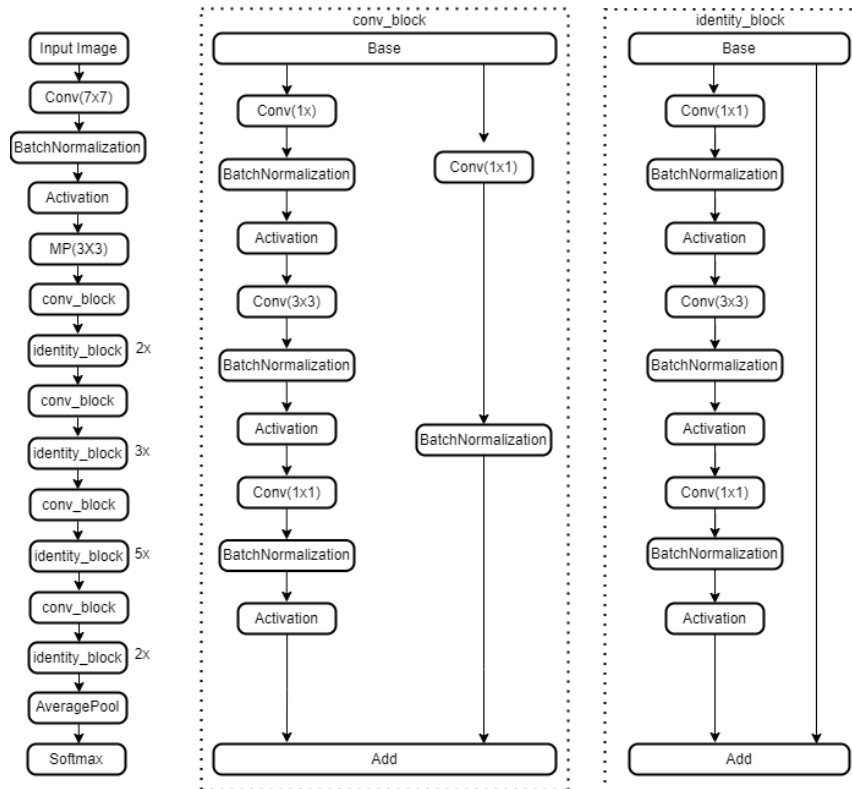 Input Image
Conv(7x7)
BatchNormalization
Activation
MP(3X3)
conv_block
identity_block 2x
conv_block
identity_block 3x
conv_block
identity_block 5x
conv_block
identity_block 2x
AveragePool
Softmax
conv_block
Base
Conv(1x)
BatchNormalization
Activation
Conv(3x3)
BatchNormalization
Activation
Conv(1x1)
BatchNormalization
Activation
Conv(1x1)
BatchNormalization
Add
identity_block
Base
Conv(1x1)
BatchNormalization
Activation
Conv(3x3)
BatchNormalization
Activation
Conv(1x1)
BatchNormalization
Activation
Add